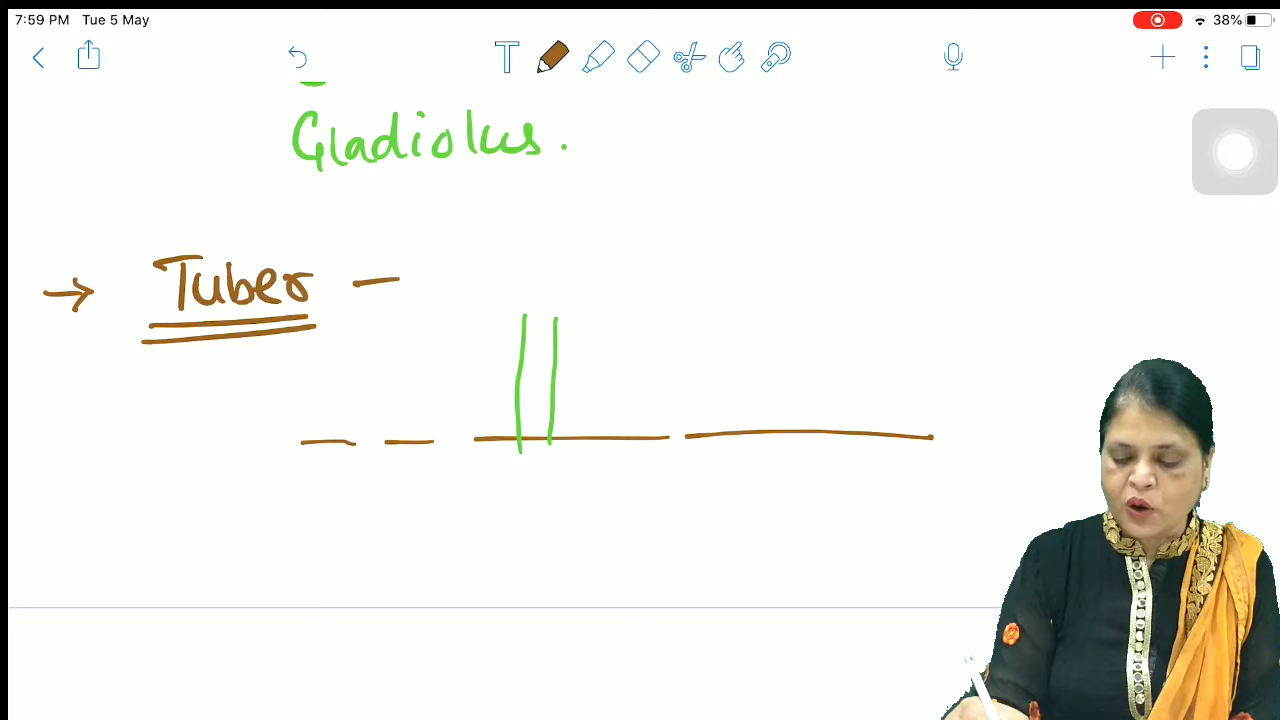 7:59 PM Tue 5 May 38%
T
Gladiolus.
→ Tuber —